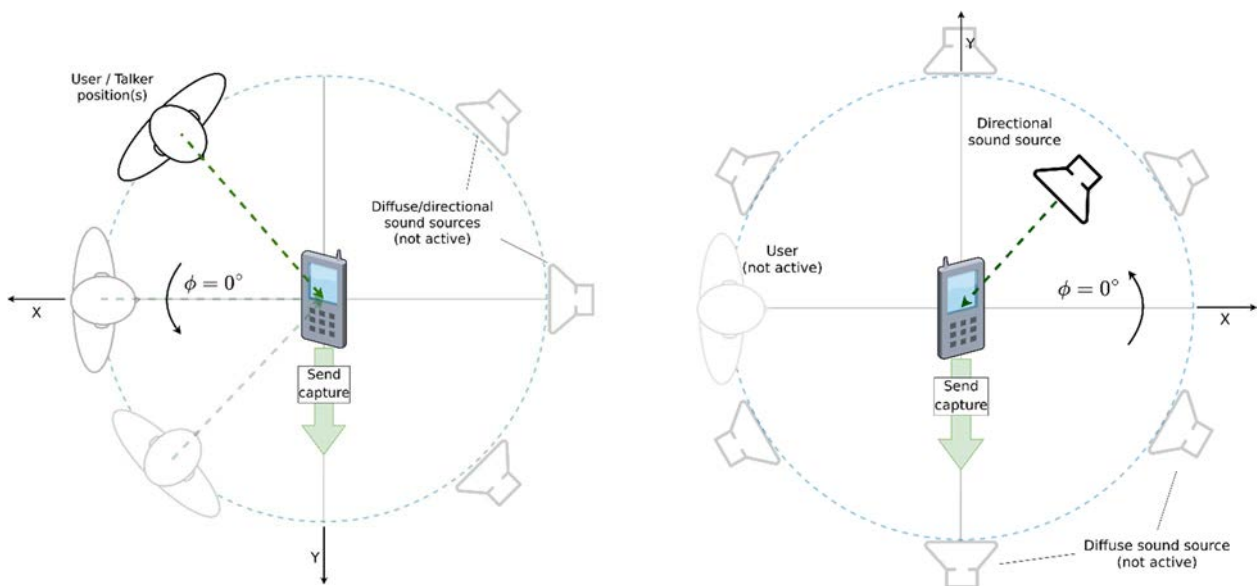 User / Talker
position(s)
Diffuse/directional
sound sources
(not active)
ϕ = 0°
X
Send
capture
Y
Y
Directional
sound source
User
(not active)
ϕ = 0°
X
Send
capture
Diffuse sound source
(not active)